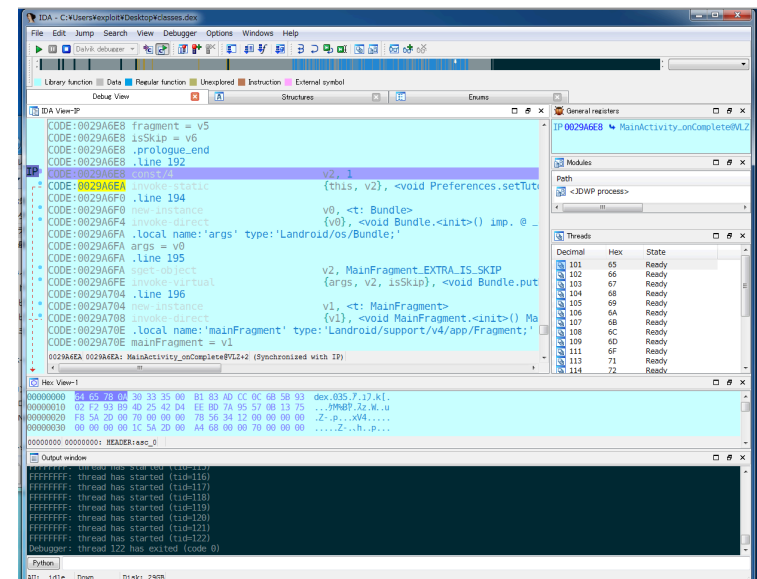 IDA - C:¥Users¥exploit¥Desktop¥classes.dex
File Edit Jump Search View Debugger Options Windows Help
Dalvik debugger
Library function Data Regular function Unexplored Instruction External symbol
Debug View Structures Enums
IDA View-IP
CODE:0029A6E8 fragment = v5
CODE:0029A6E8 isSkip = v6
CODE:0029A6E8 .prologue_end
CODE:0029A6E8 .line 192
IP CODE:0029A6E8 const/4 v2, 1
CODE:0029A6EA invoke-static {this, v2}, <void Preferences.setTuto
CODE:0029A6F0 .line 194
CODE:0029A6F0 new-instance v0, <t: Bundle>
CODE:0029A6F4 invoke-direct {v0}, <void Bundle.<init>() imp. @ _
CODE:0029A6FA .local name:'args' type:'Landroid/os/Bundle;'
CODE:0029A6FA args = v0
CODE:0029A6FA .line 195
CODE:0029A6FA sget-object v2, MainFragment_EXTRA_IS_SKIP
CODE:0029A6FE invoke-virtual {args, v2, isSkip}, <void Bundle.put
CODE:0029A704 .line 196
CODE:0029A704 new-instance v1, <t: MainFragment>
CODE:0029A708 invoke-direct {v1}, <void MainFragment.<init>() Ma
CODE:0029A70E .local name:'mainFragment' type:'Landroid/support/v4/app/Fragment;'
CODE:0029A70E mainFragment = v1
0029A6EA 0029A6EA: MainActivity_onComplete@VLZ+2 (Synchronized with IP)
General registers
IP 0029A6E8 MainActivity_onComplete@VLZ
Modules
Path
<JDWP process>
Threads
Decimal Hex State
101 65 Ready
102 66 Ready
103 67 Ready
104 68 Ready
105 69 Ready
106 6A Ready
107 6B Ready
108 6C Ready
109 6D Ready
111 6F Ready
113 71 Ready
114 72 Ready
Hex View-1
00000000 64 65 78 0A 30 33 35 00 B1 83 AD CC 0C 6B 5B 93
00000010 02 F2 93 B9 4D 25 42 D4 EE BD 7A 95 57 0B 13 75
00000020 F8 5A 2D 00 70 00 00 00 78 56 34 12 00 00 00 00 .Z-.p...xV4.....
00000030 00 00 00 00 1C 5A 2D 00 A4 68 00 00 70 00 00 00 .....Z-..h..p...
00000000 00000000: HEADER:asc_0
Output window
FFFFFFFF: thread has started (tid=115)
FFFFFFFF: thread has started (tid=116)
FFFFFFFF: thread has started (tid=117)
FFFFFFFF: thread has started (tid=118)
FFFFFFFF: thread has started (tid=119)
FFFFFFFF: thread has started (tid=120)
FFFFFFFF: thread has started (tid=121)
FFFFFFFF: thread has started (tid=122)
Debugger: thread 122 has exited (code 0)
Python
AU: idle Down Disk: 29GB